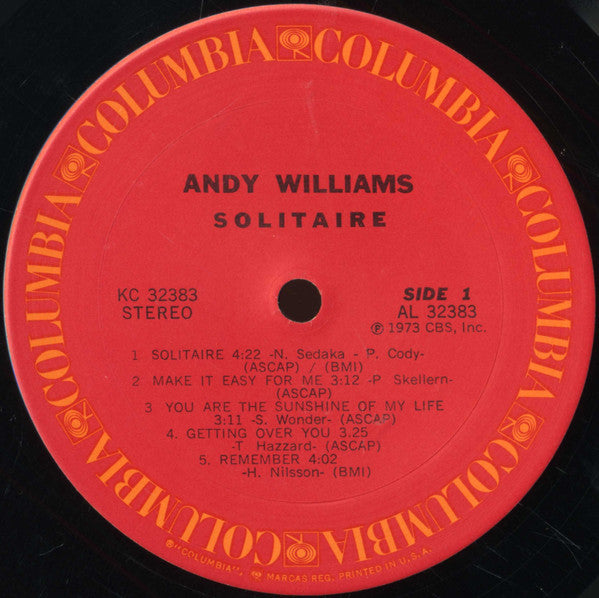 COLUMBIA COLUMBIA COLUMBIA COLUMBIA COLUMBIA COLUMBIA
ANDY WILLIAMS
SOLITAIRE
KC 32383
STEREO
SIDE 1
AL 32383
℗ 1973 CBS, Inc.
1 SOLITAIRE 4:22 -N. Sedaka - P. Cody-
(ASCAP) / (BMI)
2 MAKE IT EASY FOR ME 3:12 -P Skellern-
(ASCAP)
3 YOU ARE THE SUNSHINE OF MY LIFE
3:11 -S. Wonder- (ASCAP)
4. GETTING OVER YOU 3.25
-T Hazzard- (ASCAP)
5. REMEMBER 4:02
-H. Nilsson- (BMI)
®"COLUMBIA", MARCAS REG. PRINTED IN U.S.A.